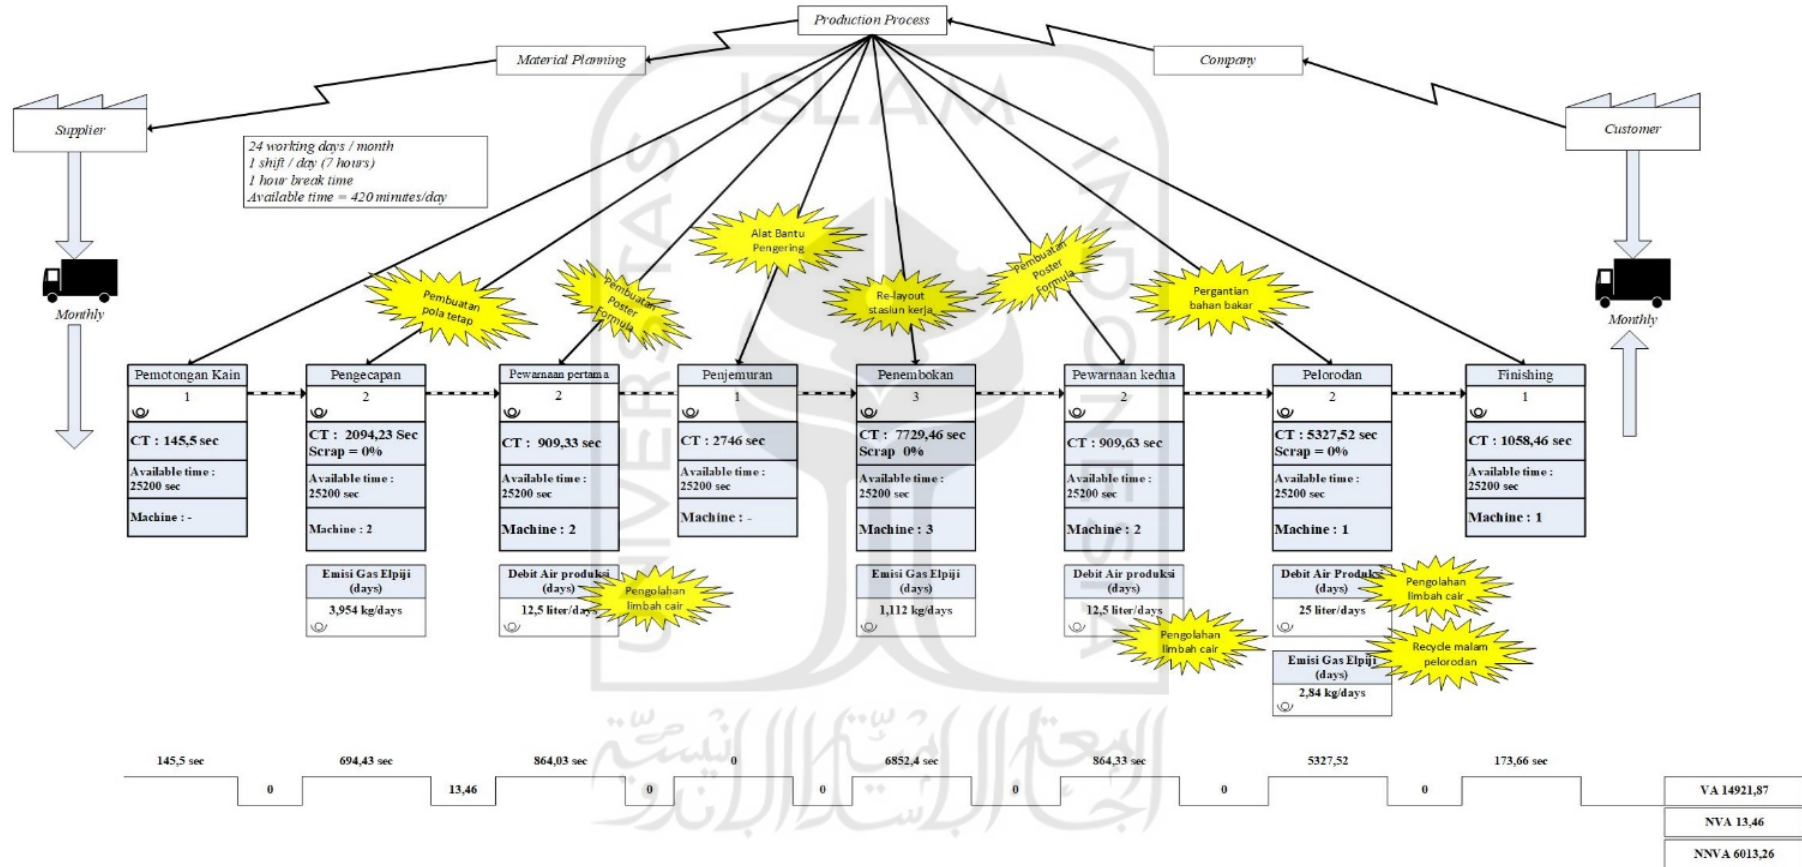 Production Process
Material Planning
Company
Supplier
Customer
24 working days / month
1 shift / day (7 hours)
1 hour break time
Available time = 420 minutes/day
Monthly
Monthly
Pembuatan
pola tetap
Pembuatan
Poster
Formula
Alat Bantu
Pengering
Re-layout
stasiun kerja
Pembuatan
Poster
Formula
Pergantian
bahan bakar
Pemotongan Kain
1
CT : 145,5 sec
Available time :
25200 sec
Machine : -
Pengecapan
2
CT : 2094,23 Sec
Scrap = 0%
Available time :
25200 sec
Machine : 2
Emisi Gas Elpiji
(days)
3,954 kg/days
Pewarnaan pertama
2
CT : 909,33 sec
Available time :
25200 sec
Machine : 2
Debit Air produksi
(days)
12,5 liter/days
Pengolahan
limbah cair
Penjemuran
1
CT : 2746 sec
Available time :
25200 sec
Machine : -
Penembokan
3
CT : 7729,46 sec
Scrap 0%
Available time :
25200 sec
Machine : 3
Emisi Gas Elpiji
(days)
1,112 kg/days
Pewarnaan kedua
2
CT : 909,63 sec
Available time :
25200 sec
Machine : 2
Debit Air produksi
(days)
12,5 liter/days
Pengolahan
limbah cair
Pelorodan
2
CT : 5327,52 sec
Scrap = 0%
Available time :
25200 sec
Machine : 1
Debit Air Produksi
(days)
25 liter/days
Pengolahan
limbah cair
Emisi Gas Elpiji
(days)
2,84 kg/days
Recycle malam
pelorodan
Finishing
1
CT : 1058,46 sec
Available time :
25200 sec
Machine : 1
145,5 sec
0
694,43 sec
13,46
864,03 sec
0
0
0
6852,4 sec
0
864,33 sec
0
5327,52
0
173,66 sec
VA 14921,87
NVA 13,46
NNVA 6013,26
UNIVERSITAS
ISLAM
INDONESIA